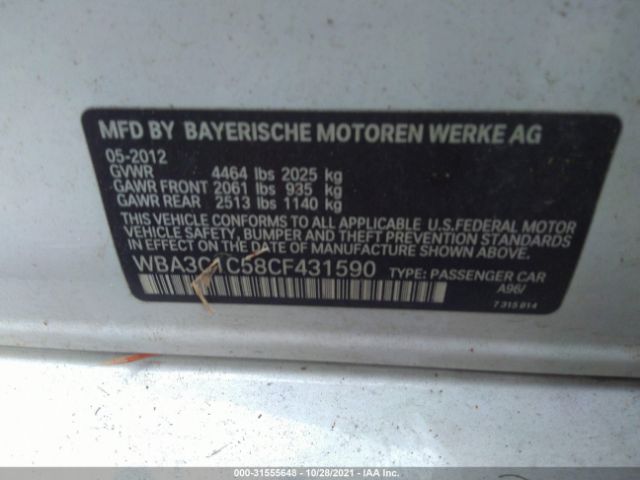 MFD BY BAYERISCHE MOTOREN WERKE AG
05-2012
GVWR 4464 lbs 2025 kg
GAWR FRONT 2061 lbs 935 kg
GAWR REAR 2513 lbs 1140 kg
THIS VEHICLE CONFORMS TO ALL APPLICABLE U.S.FEDERAL MOTOR
VEHICLE SAFETY, BUMPER AND THEFT PREVENTION STANDARDS
IN EFFECT ON THE DATE OF MANUFACTURE SHOWN ABOVE.
WBA3C1C58CF431590 TYPE: PASSENGER CAR
A96/
7 315 814
000-31555648 - 10/28/2021 - IAA Inc.